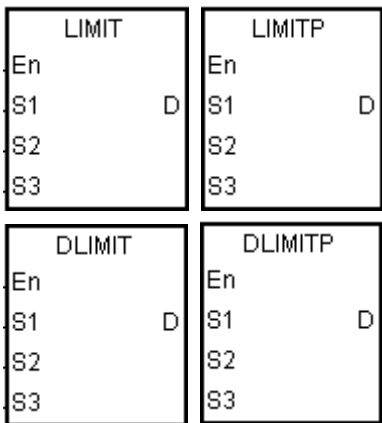 LIMIT
En
S1 D
S2
S3
LIMITP
En
S1 D
S2
S3
DLIMIT
En
S1 D
S2
S3
DLIMITP
En
S1 D
S2
S3